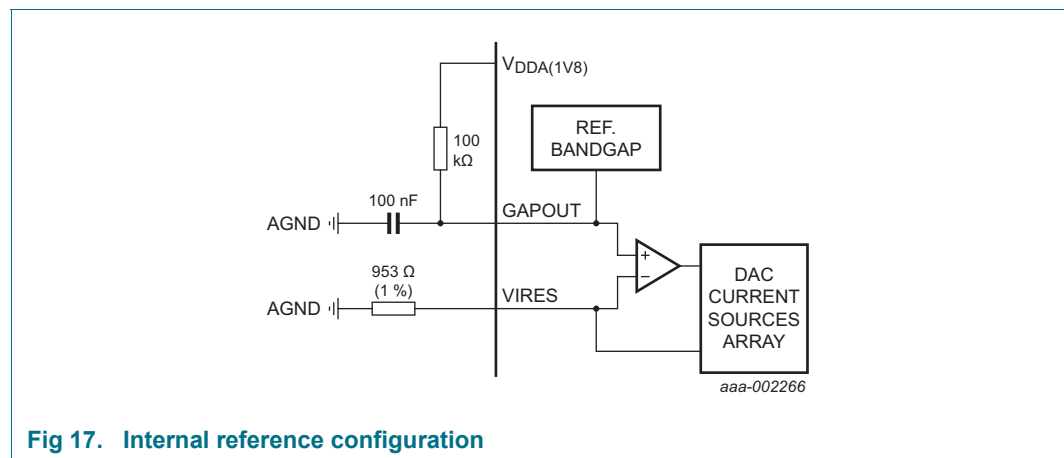 VDDA(1V8)
REF.
BANDGAP
100
kΩ
100 nF
GAPOUT
AGND
+
−
953 Ω
(1 %)
VIRES
AGND
DAC
CURRENT
SOURCES
ARRAY
aaa-002266
Fig 17. Internal reference configuration